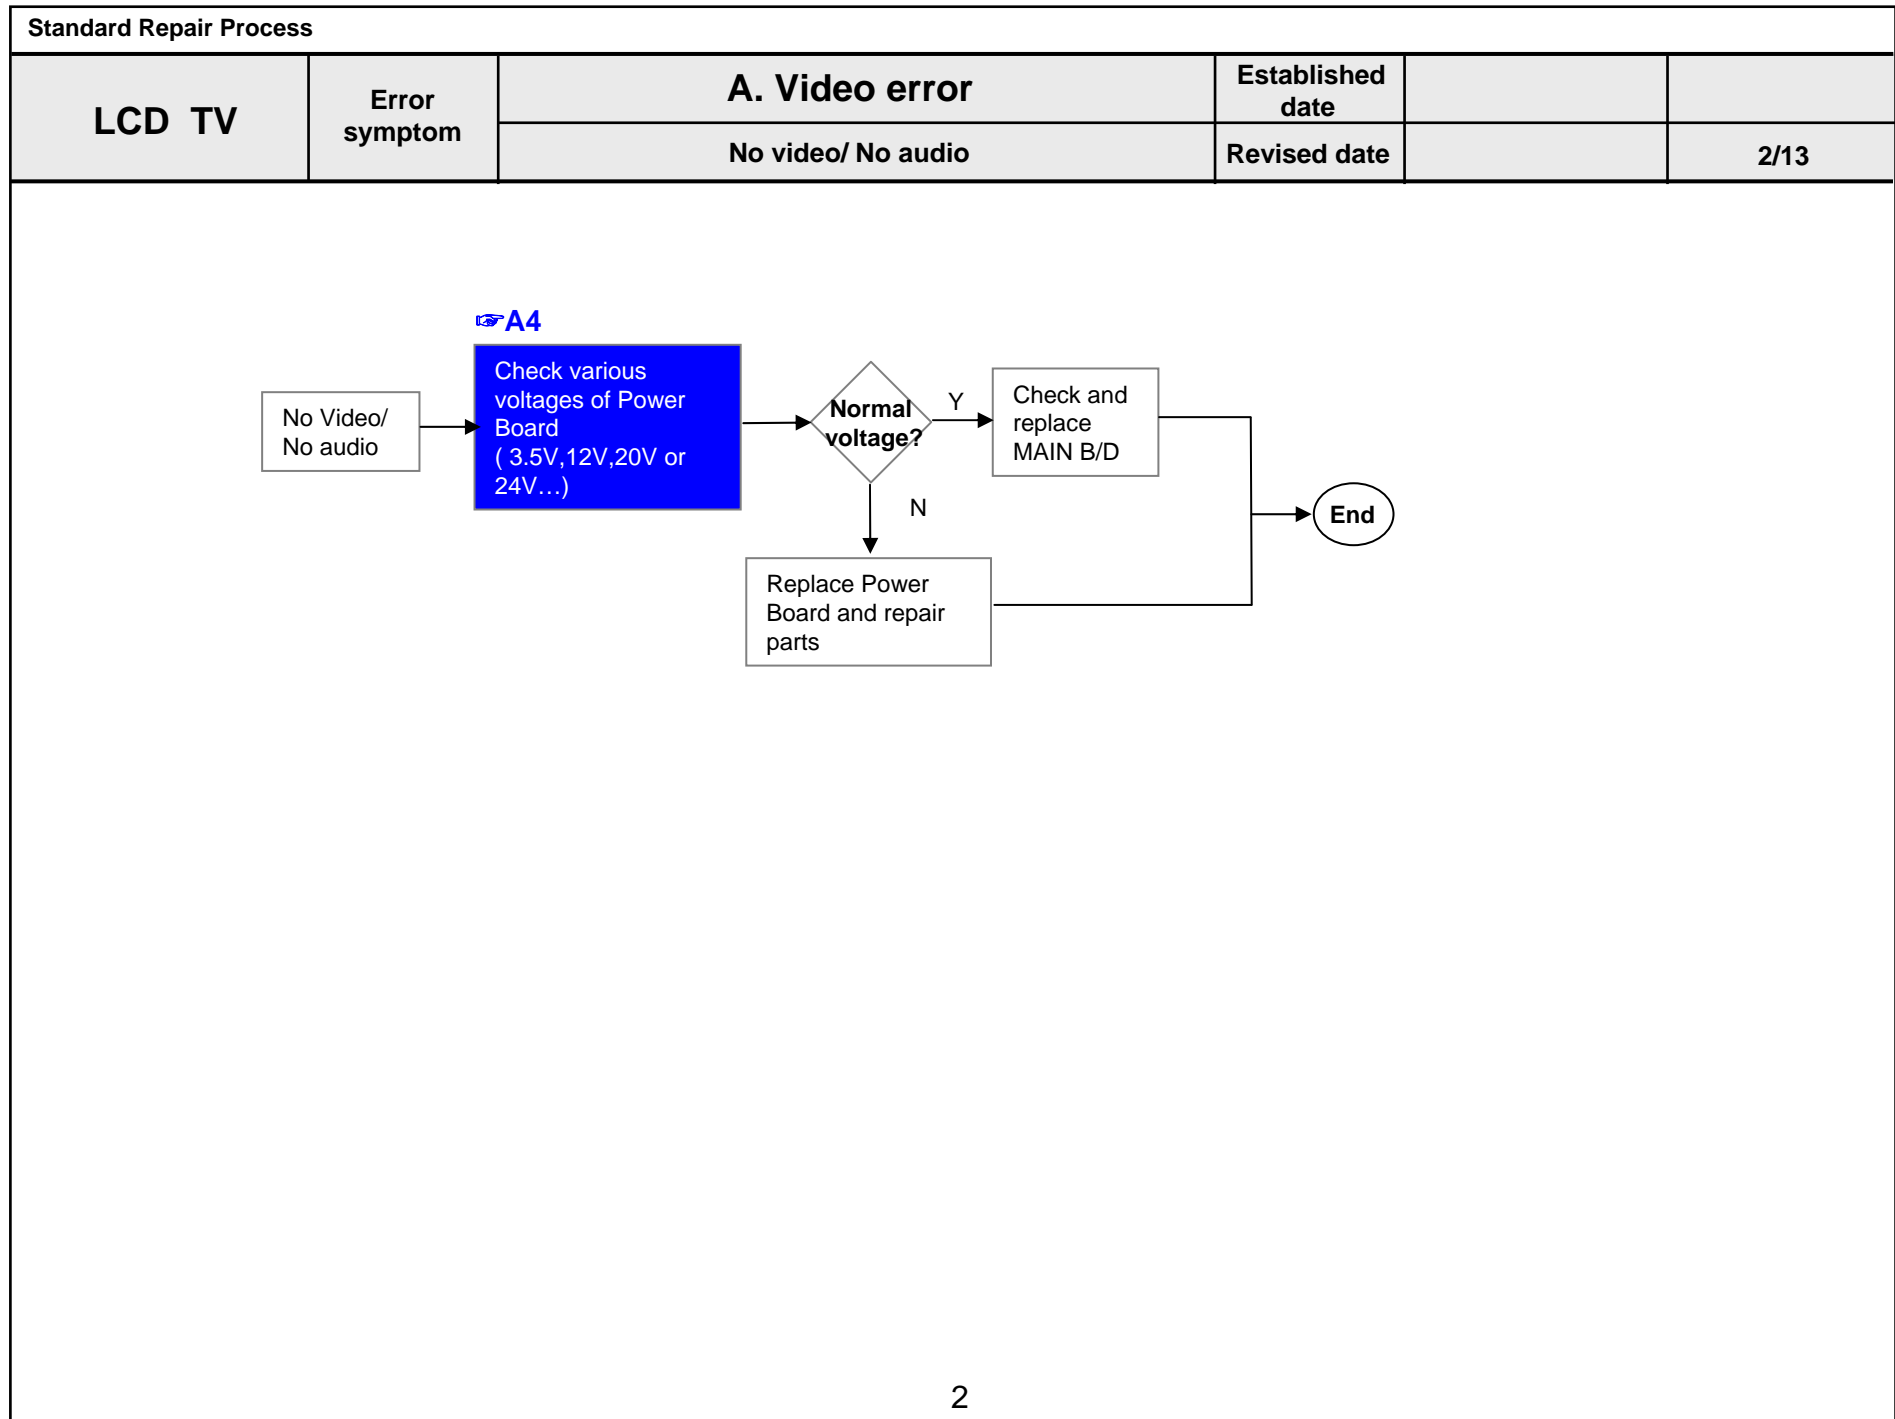 Standard Repair Process
LCD TV
Error
symptom
A. Video error
No video/ No audio
Established
date
Revised date
2/13
☞A4
No Video/
No audio
Check various
voltages of Power
Board
( 3.5V,12V,20V or
24V…)
Normal
voltage?
Y
Check and
replace
MAIN B/D
N
Replace Power
Board and repair
parts
End
2